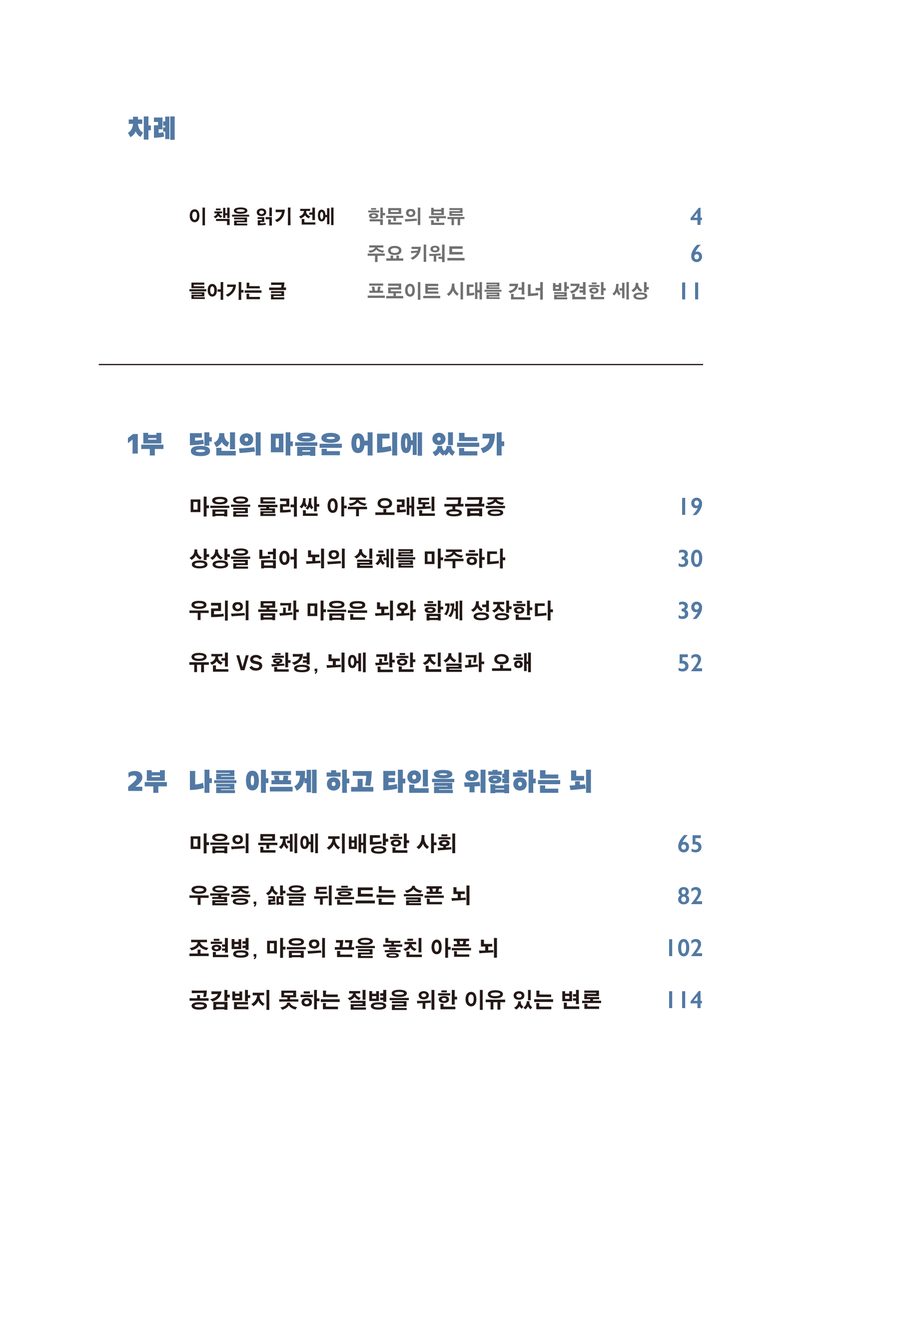 차례
이 책을 읽기 전에 학문의 분류 4
주요 키워드 6
들어가는 글 프로이트 시대를 건너 발견한 세상 11
1부 당신의 마음은 어디에 있는가
마음을 둘러싼 아주 오래된 궁금증 19
상상을 넘어 뇌의 실체를 마주하다 30
우리의 몸과 마음은 뇌와 함께 성장한다 39
유전 VS 환경, 뇌에 관한 진실과 오해 52
2부 나를 아프게 하고 타인을 위협하는 뇌
마음의 문제에 지배당한 사회 65
우울증, 삶을 뒤흔드는 슬픈 뇌 82
조현병, 마음의 끈을 놓친 아픈 뇌 102
공감받지 못하는 질병을 위한 이유 있는 변론 114